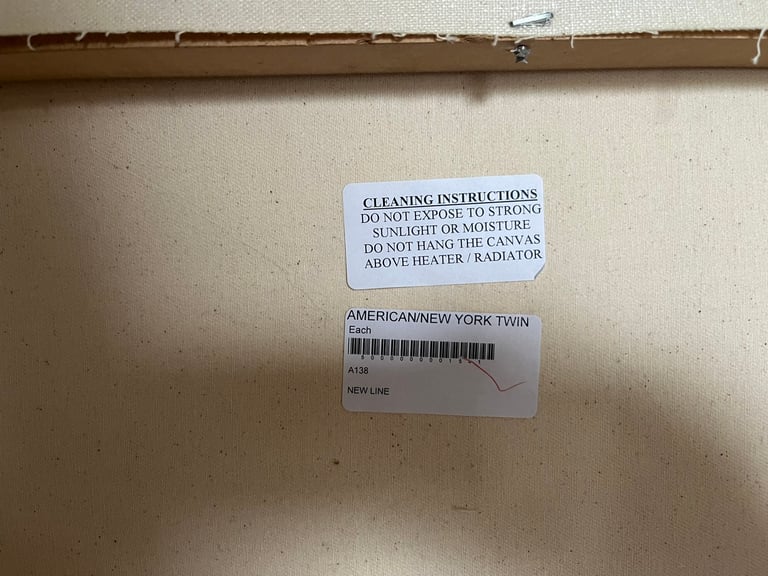 CLEANING INSTRUCTIONS
DO NOT EXPOSE TO STRONG
SUNLIGHT OR MOISTURE
DO NOT HANG THE CANVAS
ABOVE HEATER / RADIATOR
AMERICAN/NEW YORK TWIN
Each
A138
NEW LINE